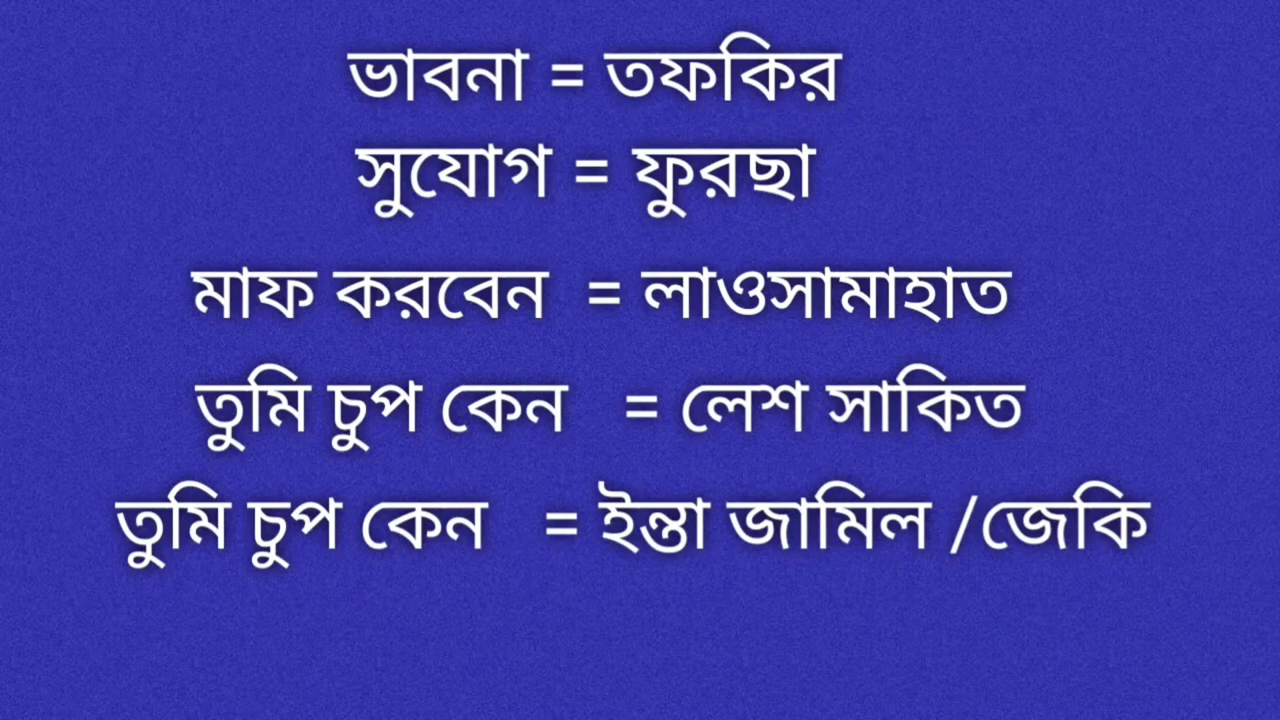 ভাবনা = তফকির
সুযোগ = ফুরছা
মাফ করবেন = লাওসামাহাত
তুমি চুপ কেন = লেশ সাকিত
তুমি চুপ কেন = ইন্তা জামিল /জেকি